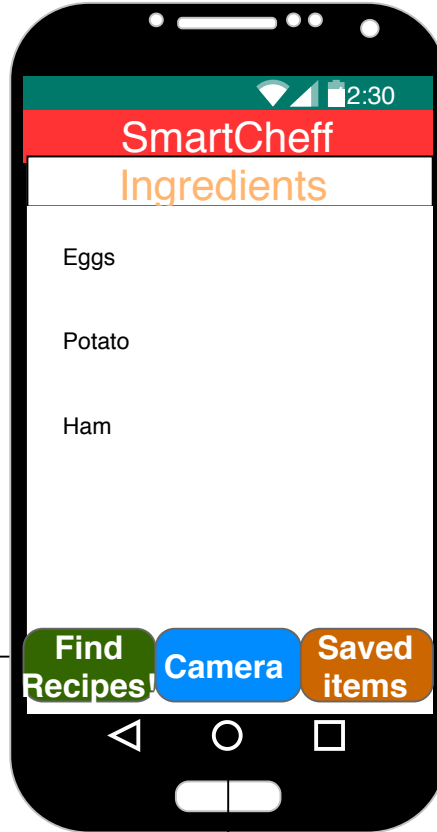 2:30
SmartCheff
Ingredients
Eggs
Potato
Ham
Find
Recipes!
Camera
Saved
items